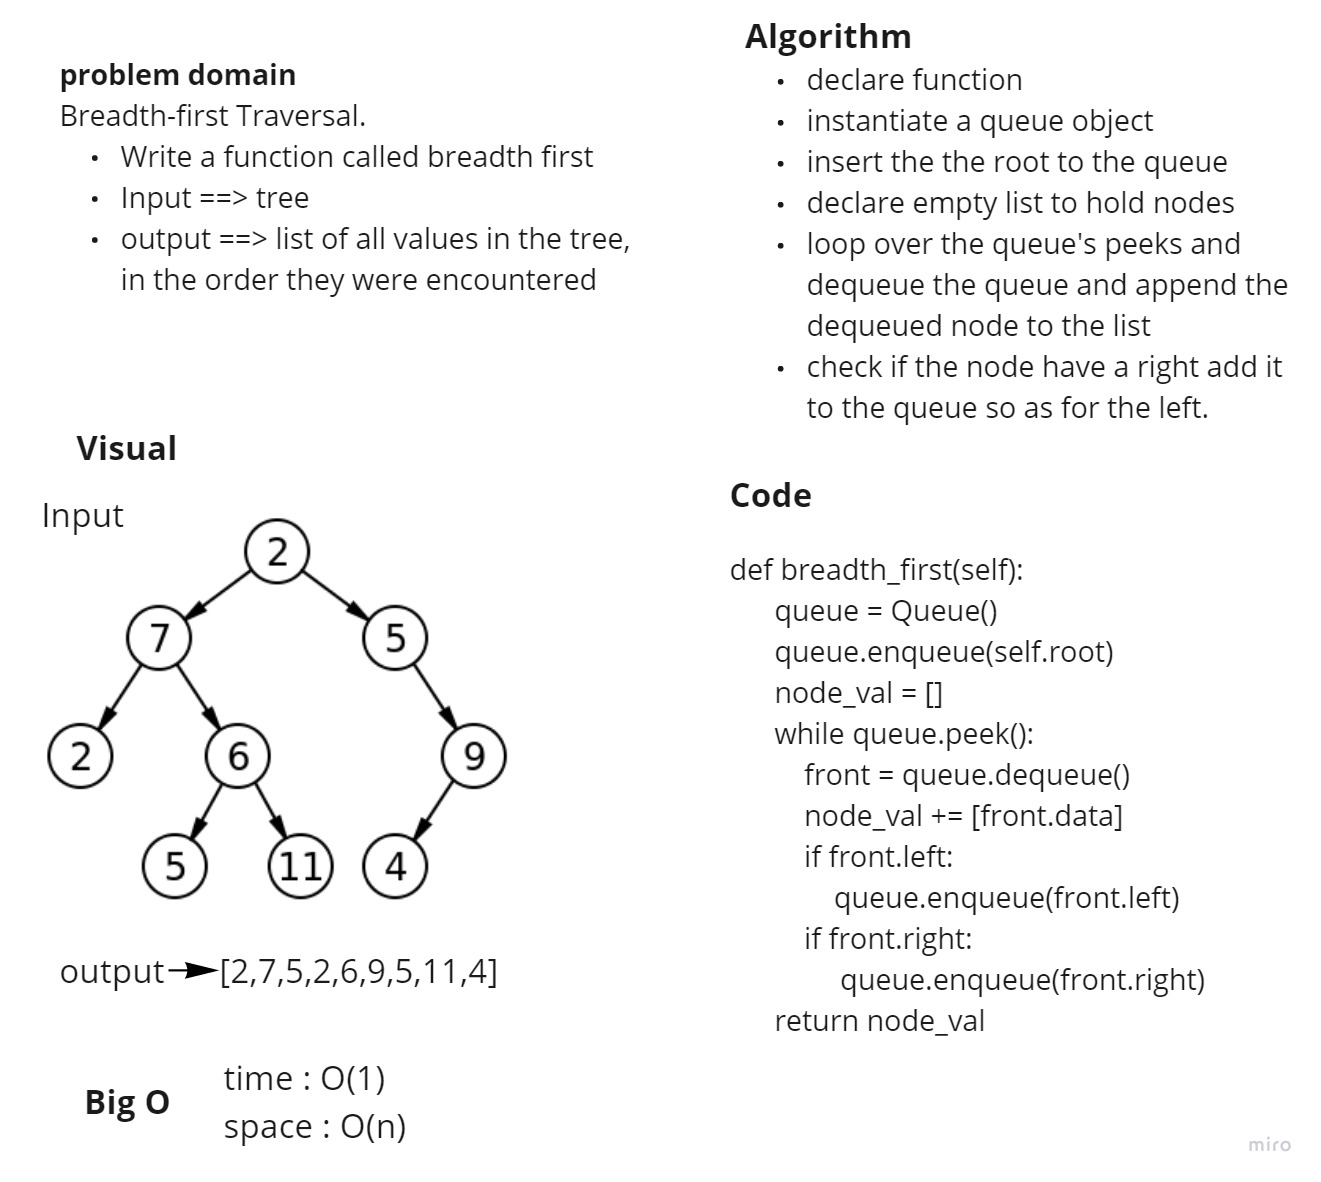 problem domain
Breadth-first Traversal.
• Write a function called breadth first
• Input ==> tree
• output ==> list of all values in the tree,
in the order they were encountered
Visual
Input
2
7 5
2 6 9
5 11 4
output [2,7,5,2,6,9,5,11,4]
Big O
time : O(1)
space : O(n)
Algorithm
• declare function
• instantiate a queue object
• insert the the root to the queue
• declare empty list to hold nodes
• loop over the queue's peeks and
dequeue the queue and append the
dequeued node to the list
• check if the node have a right add it
to the queue so as for the left.
Code
def breadth_first(self):
queue = Queue()
queue.enqueue(self.root)
node_val = []
while queue.peek():
front = queue.dequeue()
node_val += [front.data]
if front.left:
queue.enqueue(front.left)
if front.right:
queue.enqueue(front.right)
return node_val
miro